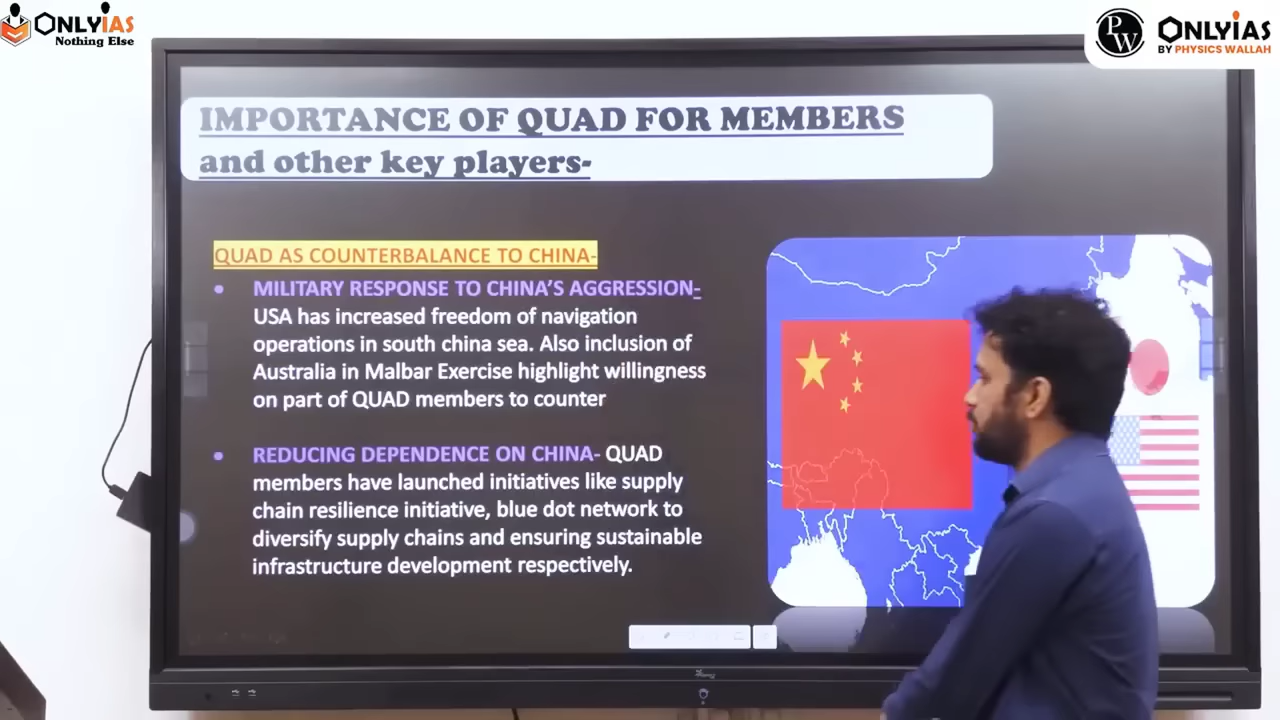 ONLYIAS
Nothing Else
PW
ONLYIAS
BY PHYSICS WALLAH
IMPORTANCE OF QUAD FOR MEMBERS
and other key players-
QUAD AS COUNTERBALANCE TO CHINA-
• MILITARY RESPONSE TO CHINA'S AGGRESSION-
USA has increased freedom of navigation
operations in south china sea. Also inclusion of
Australia in Malbar Exercise highlight willingness
on part of QUAD members to counter
• REDUCING DEPENDENCE ON CHINA- QUAD
members have launched initiatives like supply
chain resilience initiative, blue dot network to
diversify supply chains and ensuring sustainable
infrastructure development respectively.